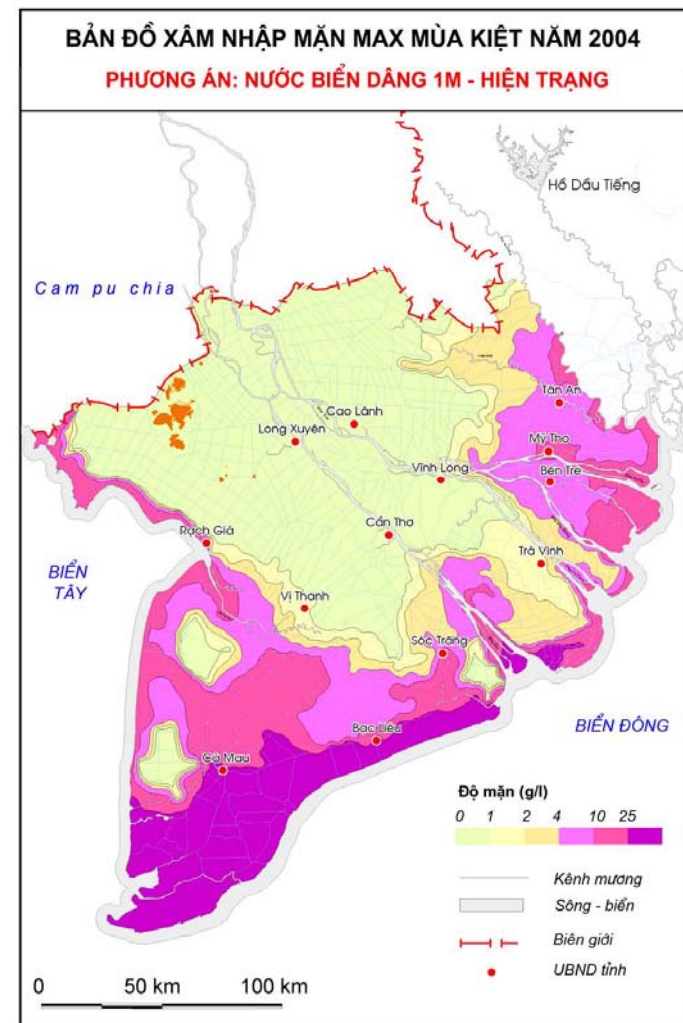 BẢN ĐỒ XÂM NHẬP MẶN MAX MÙA KIỆT NĂM 2004
PHƯƠNG ÁN: NƯỚC BIỂN DÂNG 1M - HIỆN TRẠNG
Hồ Dầu Tiếng
Cam pu chia
Tân An
Cao Lãnh
Long Xuyên
Mỹ Tho
Bến Tre
Vĩnh Long
Cần Thơ
Rạch Giá
Trà Vinh
BIỂN
TÂY
Vị Thanh
Sóc Trăng
BIỂN ĐÔNG
Bạc Liêu
Cà Mau
Độ mặn (g/l)
0 1 2 4 10 25
Kênh mương
Sông - biển
Biên giới
UBND tỉnh
0 50 km 100 km